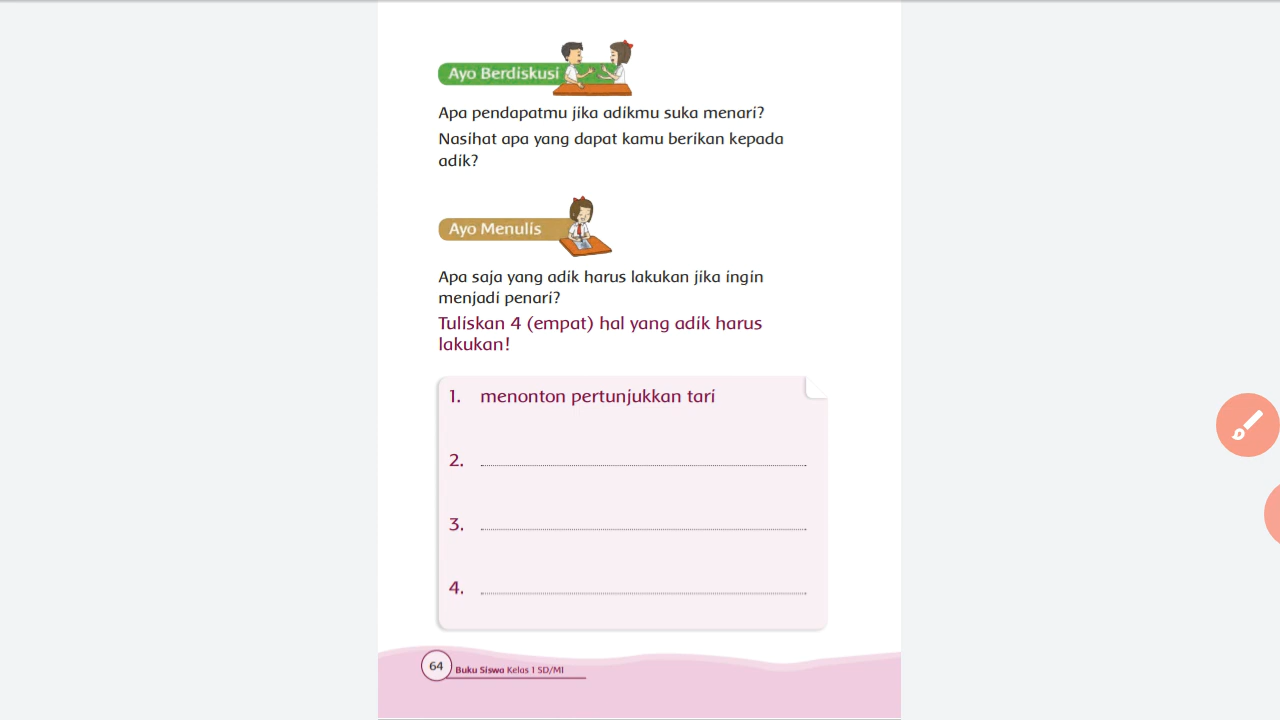 Ayo Berdiskusi
Apa pendapatmu jika adikmu suka menari?
Nasihat apa yang dapat kamu berikan kepada
adik?
Ayo Menulis
Apa saja yang adik harus lakukan jika ingin
menjadi penari?
Tuliskan 4 (empat) hal yang adik harus
lakukan!
1. menonton pertunjukkan tari
2.
3.
4.
64 Buku Siswa Kelas 1 SD/MI